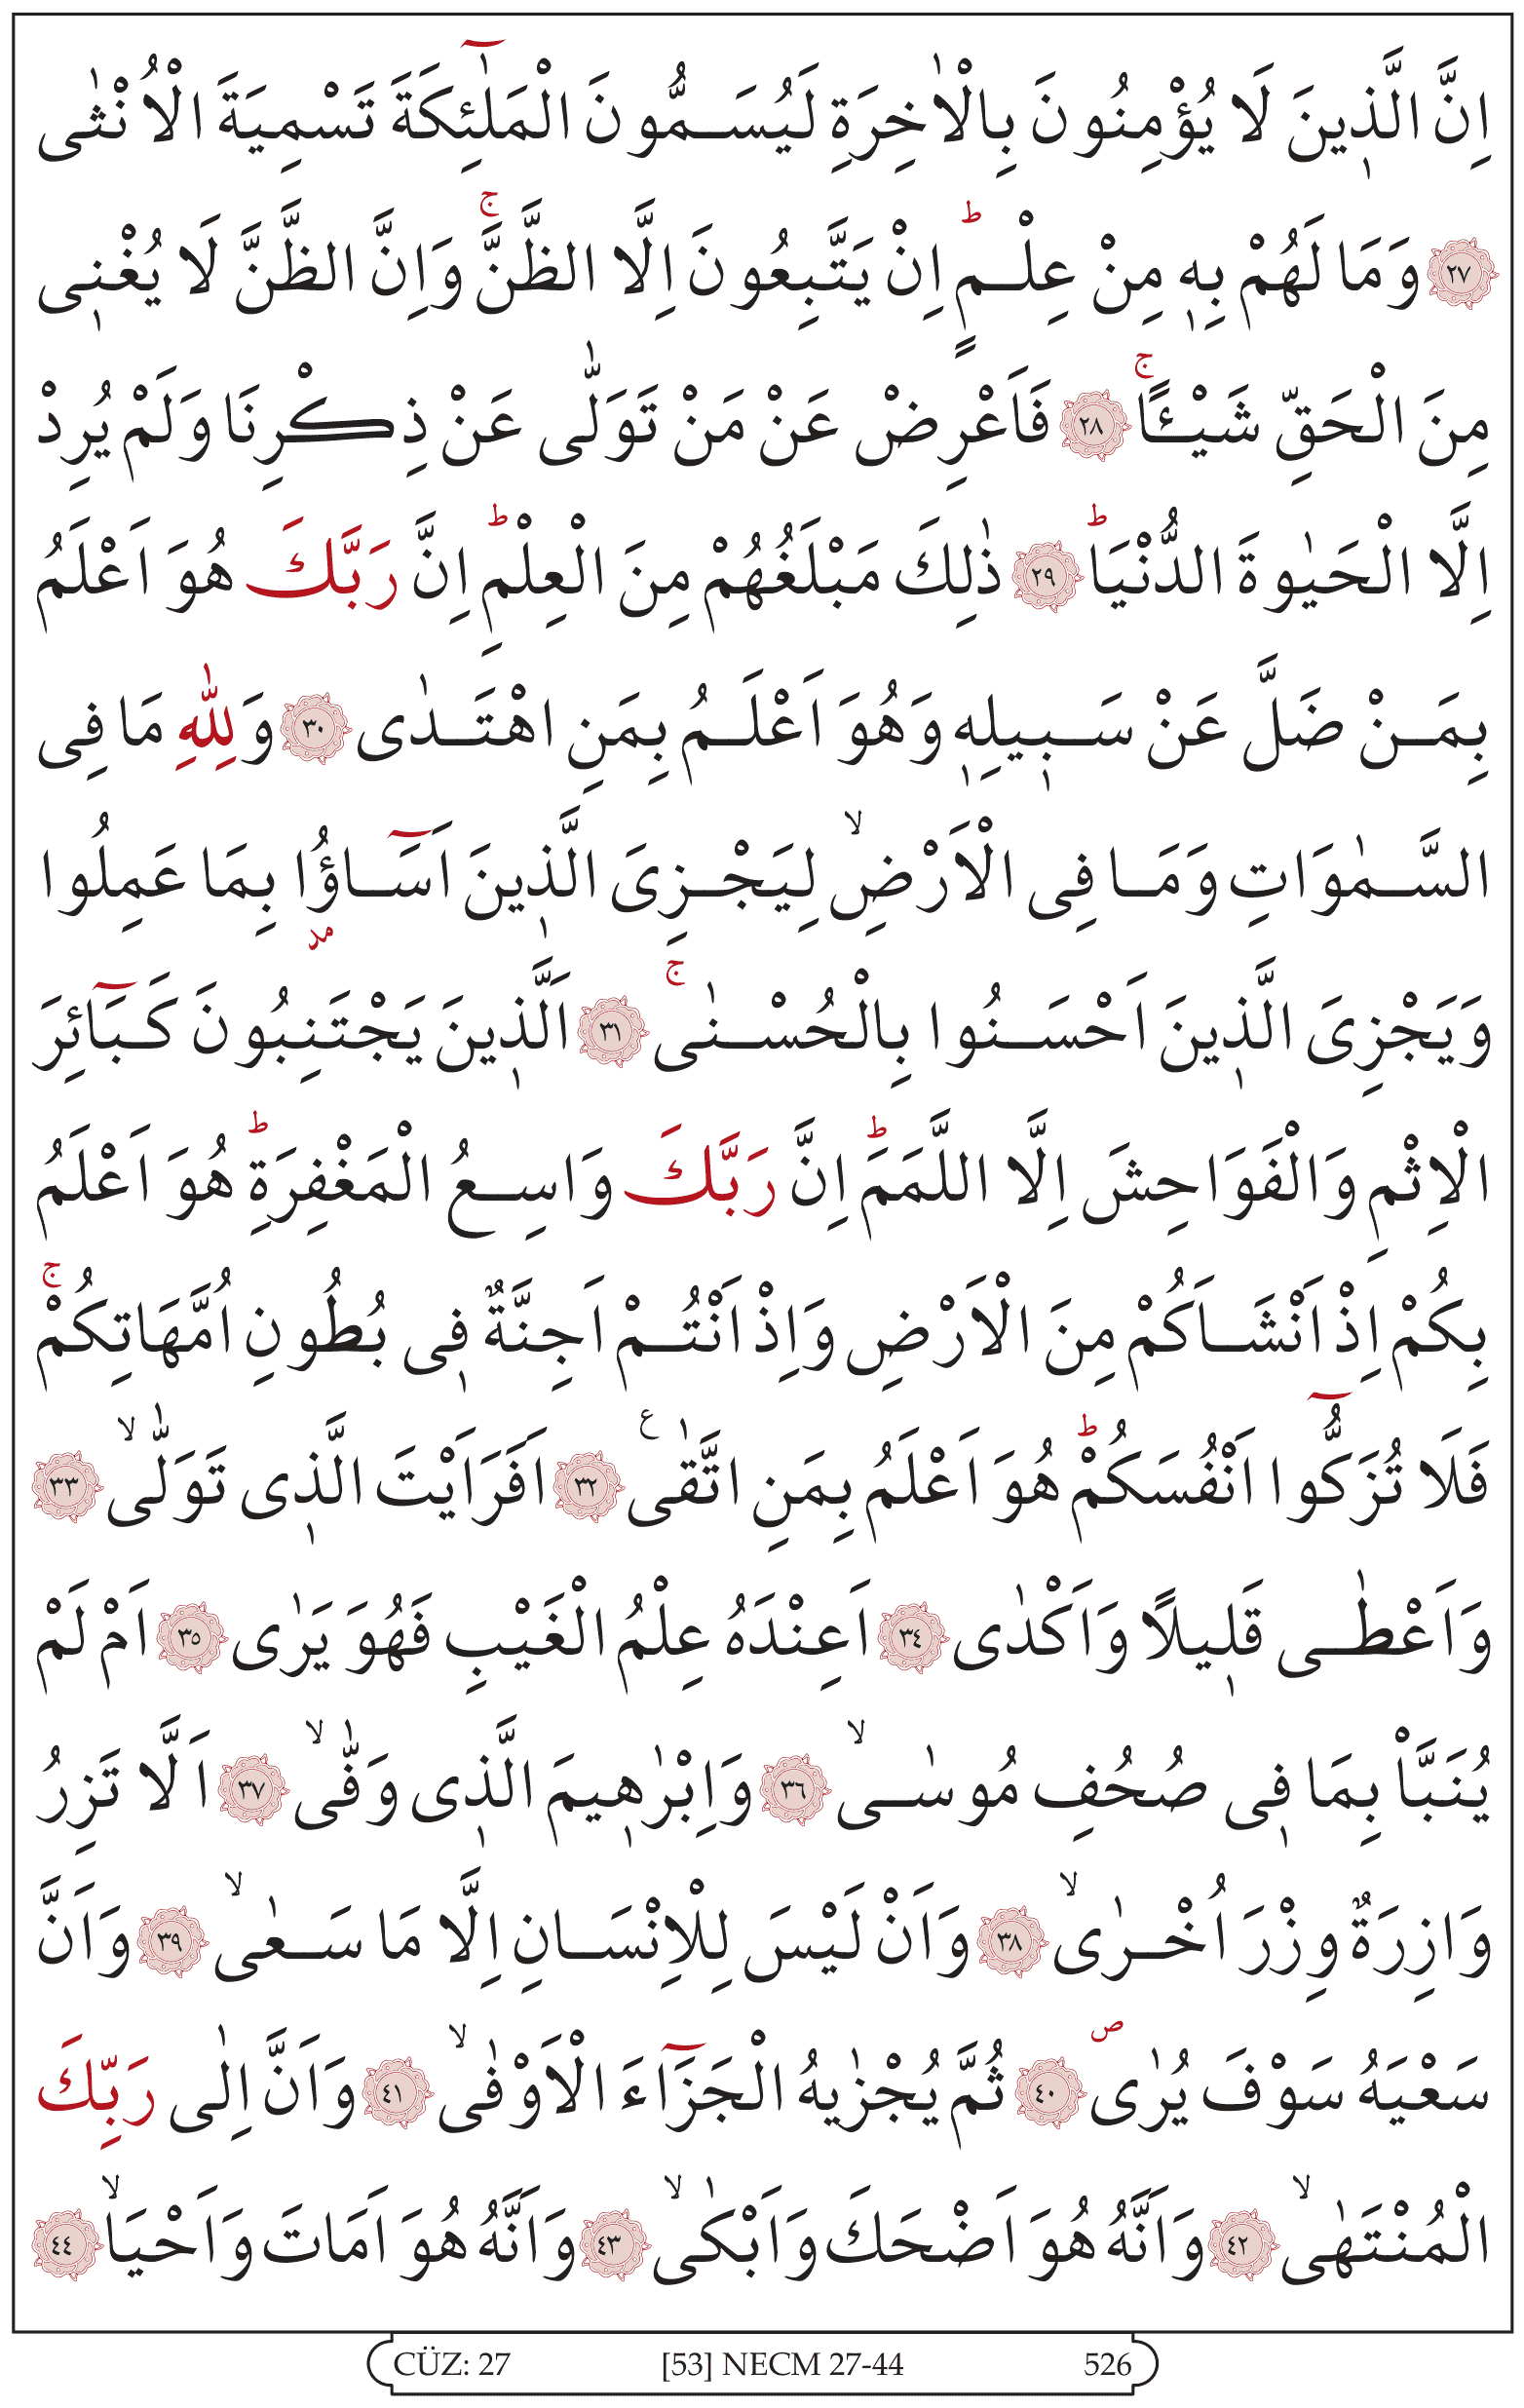 اِنَّ الَّذ۪ينَ لَا يُؤْمِنُونَ بِالْاٰخِرَةِ لَيُسَمُّونَ الْمَلٰٓئِكَةَ تَسْمِيَةَ الْاُنْثٰى
﴿٢٧﴾ وَمَا لَهُمْ بِه۪ مِنْ عِلْمٍۜ اِنْ يَتَّبِعُونَ اِلَّا الظَّنَّۚ وَاِنَّ الظَّنَّ لَا يُغْن۪ى
مِنَ الْحَقِّ شَيْـًٔاۚ ﴿٢٨﴾ فَاَعْرِضْ عَنْ مَنْ تَوَلّٰى عَنْ ذِكْرِنَا وَلَمْ يُرِدْ
اِلَّا الْحَيٰوةَ الدُّنْيَاۜ ﴿٢٩﴾ ذٰلِكَ مَبْلَغُهُمْ مِنَ الْعِلْمِۜ اِنَّ رَبَّكَ هُوَ اَعْلَمُ
بِمَنْ ضَلَّ عَنْ سَب۪يلِه۪ وَهُوَ اَعْلَمُ بِمَنِ اهْتَدٰى ﴿٣٠﴾ وَلِلّٰهِ مَا فِى
السَّمٰوَاتِ وَمَا فِى الْاَرْضِۙ لِيَجْزِىَ الَّذ۪ينَ اَسَٓاؤُ۫ا بِمَا عَمِلُوا
وَيَجْزِىَ الَّذ۪ينَ اَحْسَنُوا بِالْحُسْنٰىۚ ﴿٣١﴾ اَلَّذ۪ينَ يَجْتَنِبُونَ كَبَٓائِرَ
الْاِثْمِ وَالْفَوَاحِشَ اِلَّا اللَّمَمَۜ اِنَّ رَبَّكَ وَاسِعُ الْمَغْفِرَةِۜ هُوَ اَعْلَمُ
بِكُمْ اِذْ اَنْشَاَكُمْ مِنَ الْاَرْضِ وَاِذْ اَنْتُمْ اَجِنَّةٌ ف۪ى بُطُونِ اُمَّهَاتِكُمْۚ
فَلَا تُزَكُّٓوا اَنْفُسَكُمْۜ هُوَ اَعْلَمُ بِمَنِ اتَّقٰىع ﴿٣٢﴾ اَفَرَاَيْتَ الَّذ۪ى تَوَلّٰىۙ ﴿٣٣﴾
وَاَعْطٰى قَل۪يلًا وَاَكْدٰى ﴿٣٤﴾ اَعِنْدَهُ عِلْمُ الْغَيْبِ فَهُوَ يَرٰى ﴿٣٥﴾ اَمْ لَمْ
يُنَبَّأْ بِمَا ف۪ى صُحُفِ مُوسٰىۙ ﴿٣٦﴾ وَاِبْرٰه۪يمَ الَّذ۪ى وَفّٰىۙ ﴿٣٧﴾ اَلَّا تَزِرُ
وَازِرَةٌ وِزْرَ اُخْرٰىۙ ﴿٣٨﴾ وَاَنْ لَيْسَ لِلْاِنْسَانِ اِلَّا مَا سَعٰىۙ ﴿٣٩﴾ وَاَنَّ
سَعْيَهُ سَوْفَ يُرٰىۖ ﴿٤٠﴾ ثُمَّ يُجْزٰيهُ الْجَزَٓاءَ الْاَوْفٰىۙ ﴿٤١﴾ وَاَنَّ اِلٰى رَبِّكَ
الْمُنْتَهٰىۙ ﴿٤٢﴾ وَاَنَّهُ هُوَ اَضْحَكَ وَاَبْكٰىۙ ﴿٤٣﴾ وَاَنَّهُ هُوَ اَمَاتَ وَاَحْيَاۙ ﴿٤٤﴾
CÜZ: 27 [53] NECM 27-44 526